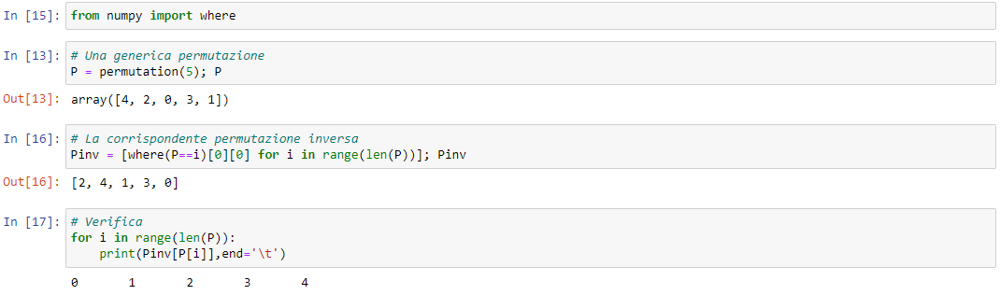 In [15]: from numpy import where
In [13]: # Una generica permutazione
P = permutation(5); P
Out[13]: array([4, 2, 0, 3, 1])
In [16]: # La corrispondente permutazione inversa
Pinv = [where(P==i)[0][0] for i in range(len(P))]; Pinv
Out[16]: [2, 4, 1, 3, 0]
In [17]: # Verifica
for i in range(len(P)):
    print(Pinv[P[i]],end='\t')
0 1 2 3 4